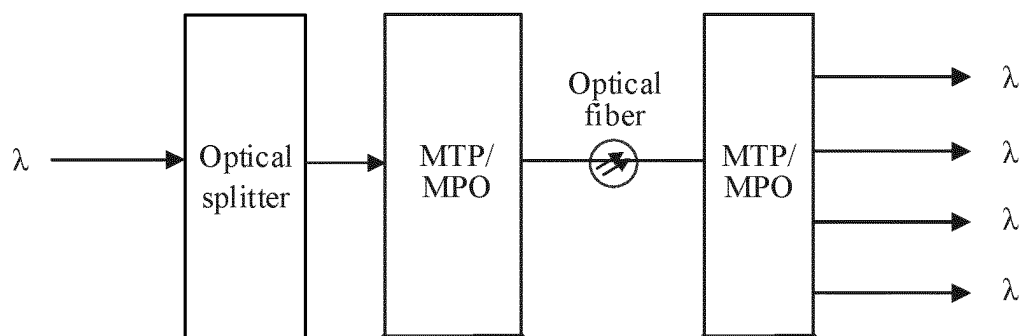 λ
Optical
splitter
MTP/
MPO
Optical
fiber
MTP/
MPO
λ
λ
λ
λ